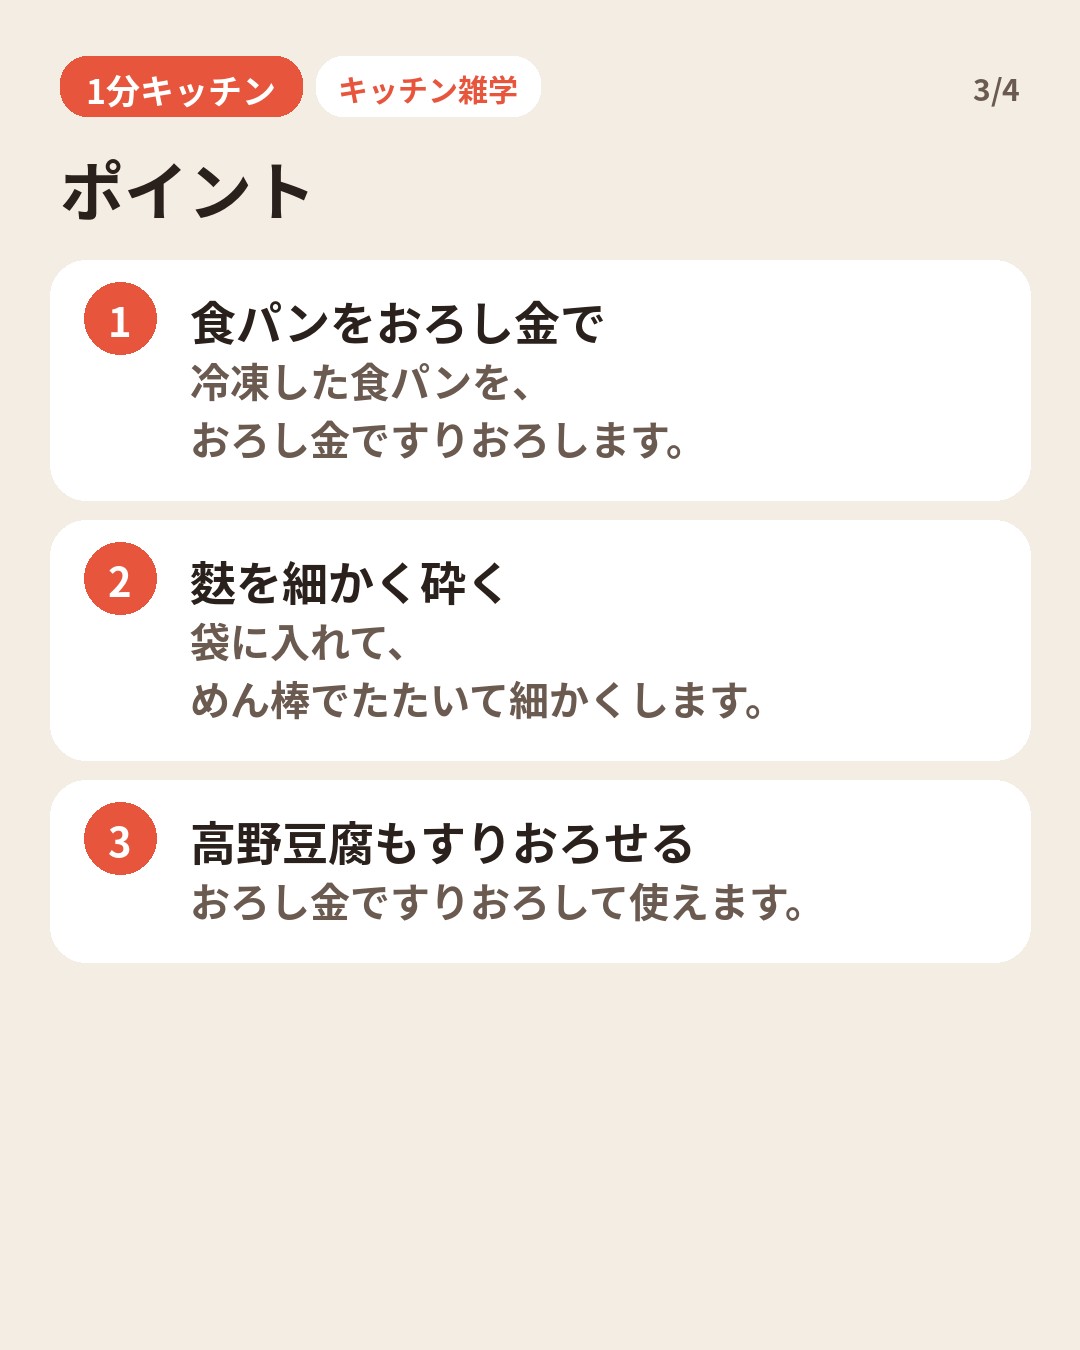 1分キッチン キッチン雑学 3/4
ポイント
1 食パンをおろし金で
冷凍した食パンを、
おろし金ですりおろします。
2 麩を細かく砕く
袋に入れて、
めん棒でたたいて細かくします。
3 高野豆腐もすりおろせる
おろし金ですりおろして使えます。